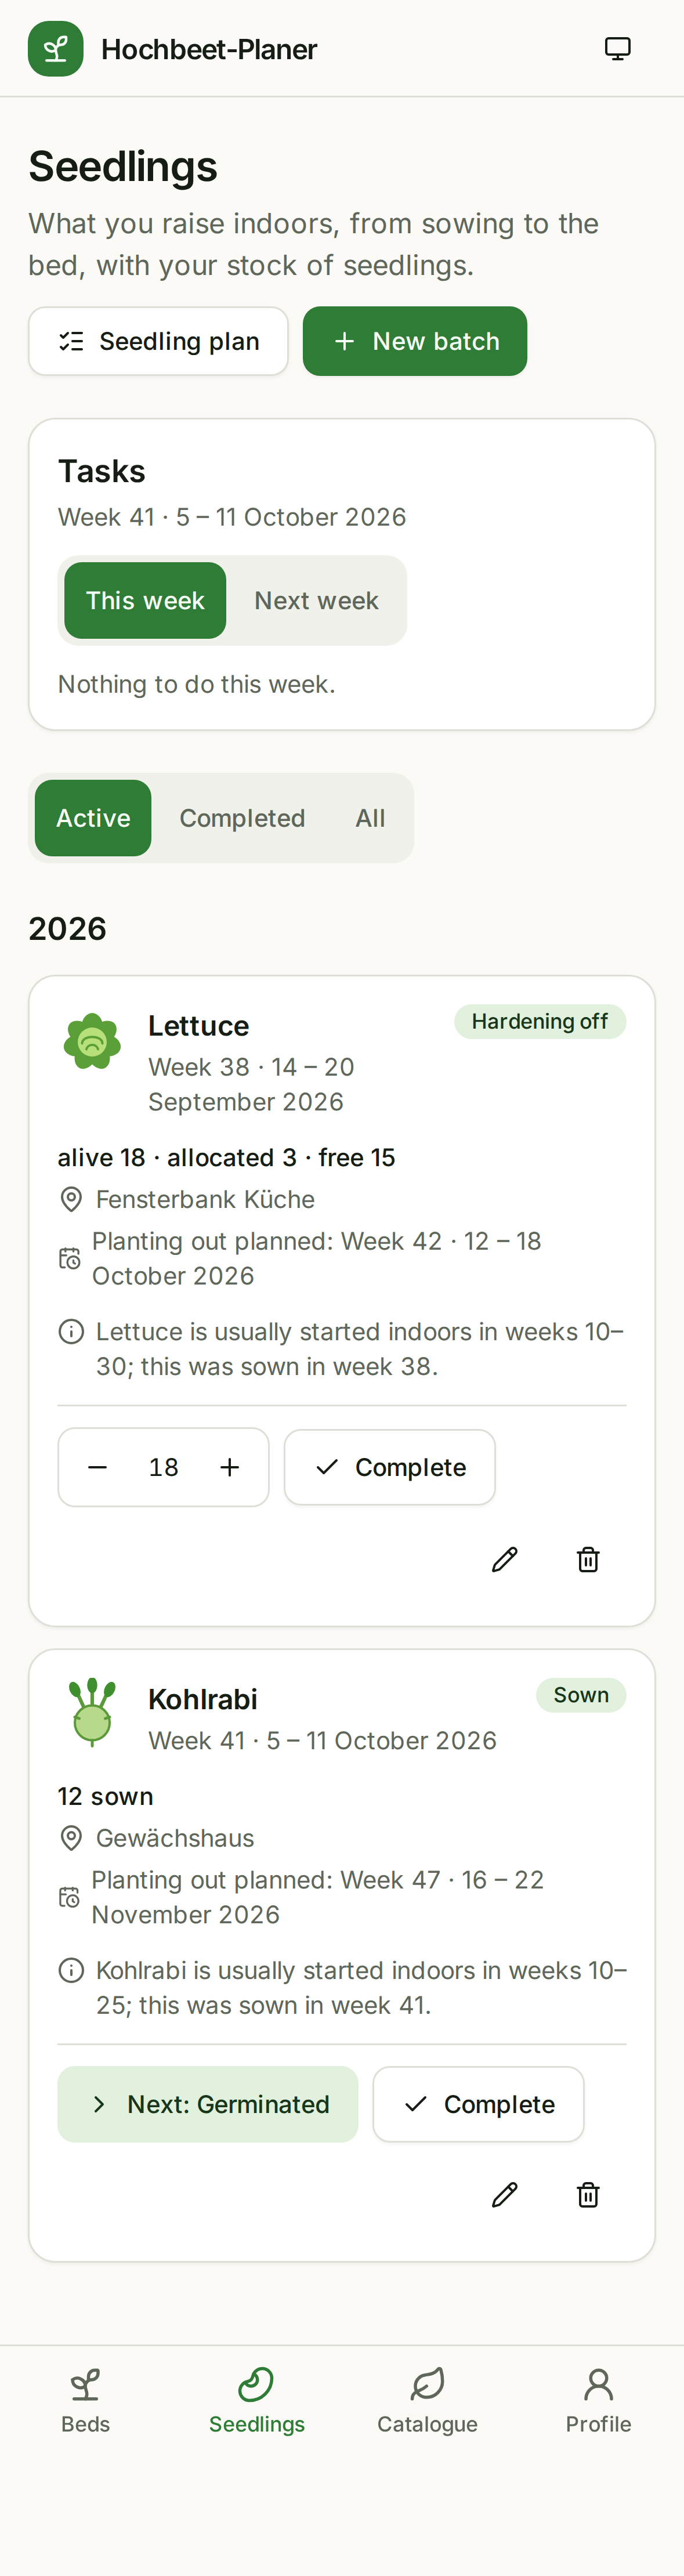 Hochbeet-Planer
Seedlings
What you raise indoors, from sowing to the
bed, with your stock of seedlings.
Seedling plan
New batch
Tasks
Week 41 · 5 – 11 October 2026
This week
Next week
Nothing to do this week.
Active
Completed
All
2026
Lettuce
Hardening off
Week 38 · 14 – 20
September 2026
alive 18 · allocated 3 · free 15
Fensterbank Küche
Planting out planned: Week 42 · 12 – 18
October 2026
Lettuce is usually started indoors in weeks 10–
30; this was sown in week 38.
18
Complete
Kohlrabi
Sown
Week 41 · 5 – 11 October 2026
12 sown
Gewächshaus
Planting out planned: Week 47 · 16 – 22
November 2026
Kohlrabi is usually started indoors in weeks 10–
25; this was sown in week 41.
Next: Germinated
Complete
Beds
Seedlings
Catalogue
Profile